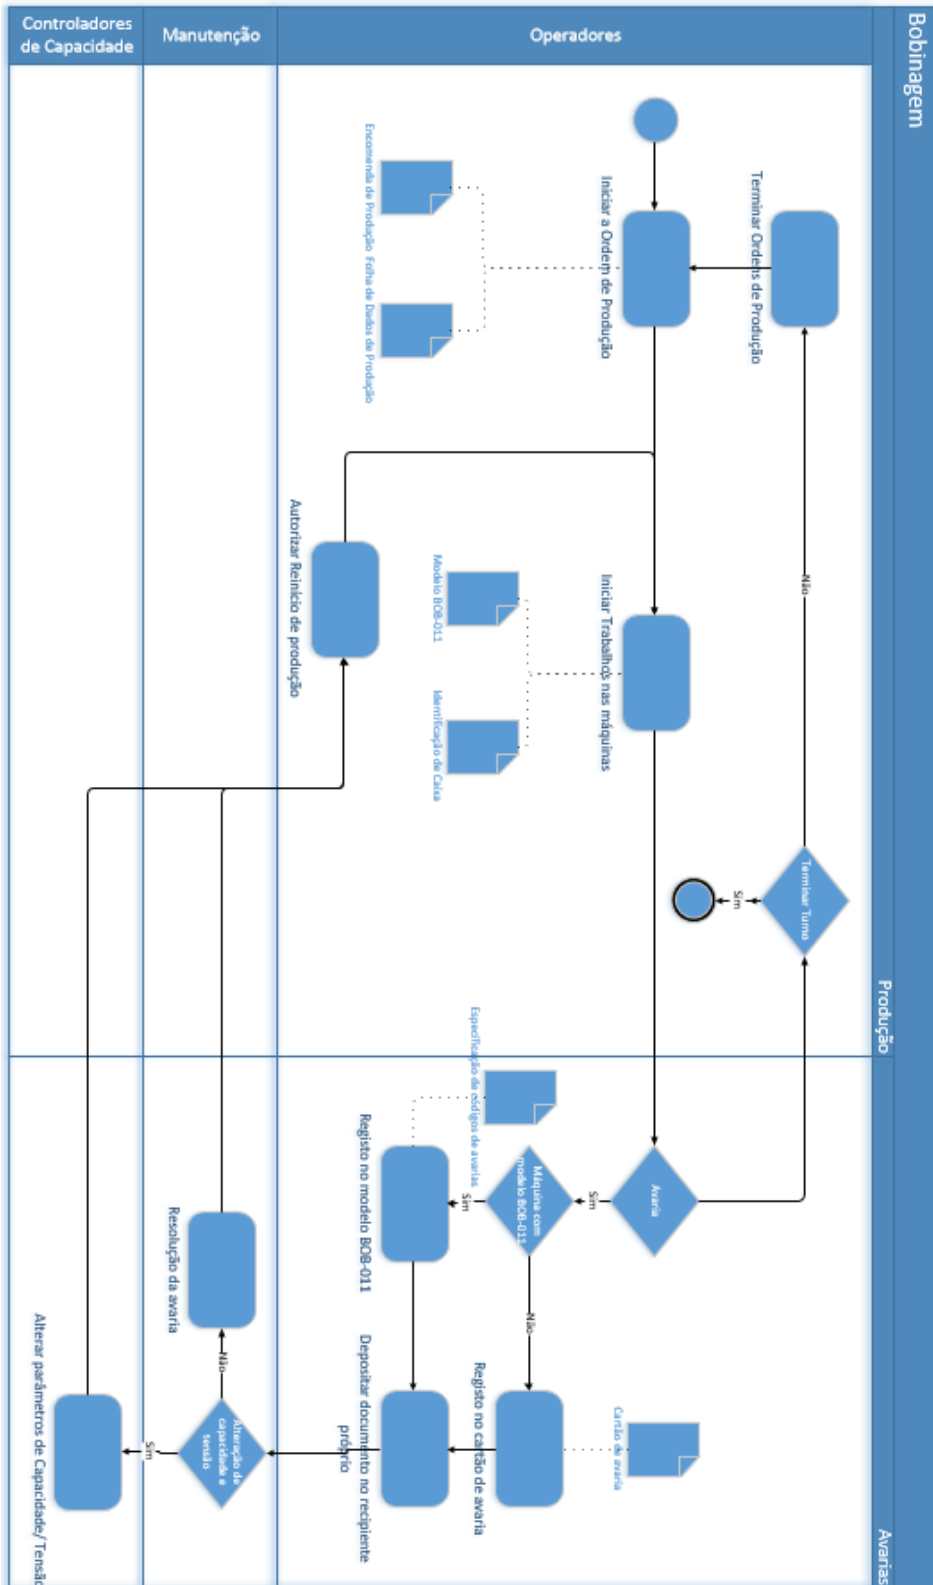 Bobinagem
Controladores
de Capacidade
Manutenção
Operadores
Produção
Avarias
Terminar Ordens de Produção
Iniciar a Ordem de Produção
Encomenda de Produção
Folha de Dados de Produção
Não
Terminar Turno
Sim
Iniciar Trabalhos nas máquinas
Modelo BOB-011
Identificação de Caixa
Autorizar Reinício de produção
Avaria
Sim
Máquina com
modelo BOB-011
Sim
Não
Especificação de códigos de avarias
Registo no modelo BOB-011
Registo no cartão de avaria
Cartão de avaria
Depositar documento no recipiente
próprio
Alteração de
capacidade e
tensão
Não
Sim
Resolução da avaria
Alterar parâmetros de Capacidade/ Tensão